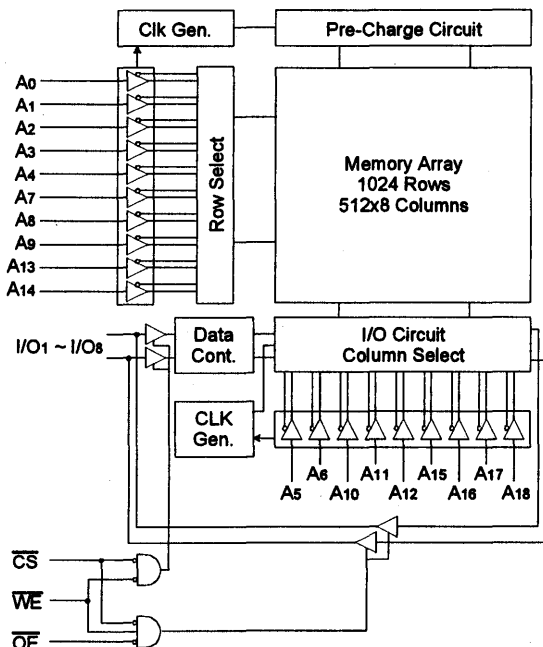 Clk Gen.
Pre-Charge Circuit
A0
A1
A2
A3
A4
A7
A8
A9
A13
A14
Row Select
Memory Array
1024 Rows
512x8 Columns
I/O1 ~ I/O8
Data
Cont.
I/O Circuit
Column Select
CLK
Gen.
A5
A6
A10
A11
A12
A15
A16
A17
A18
CS
WE
OE